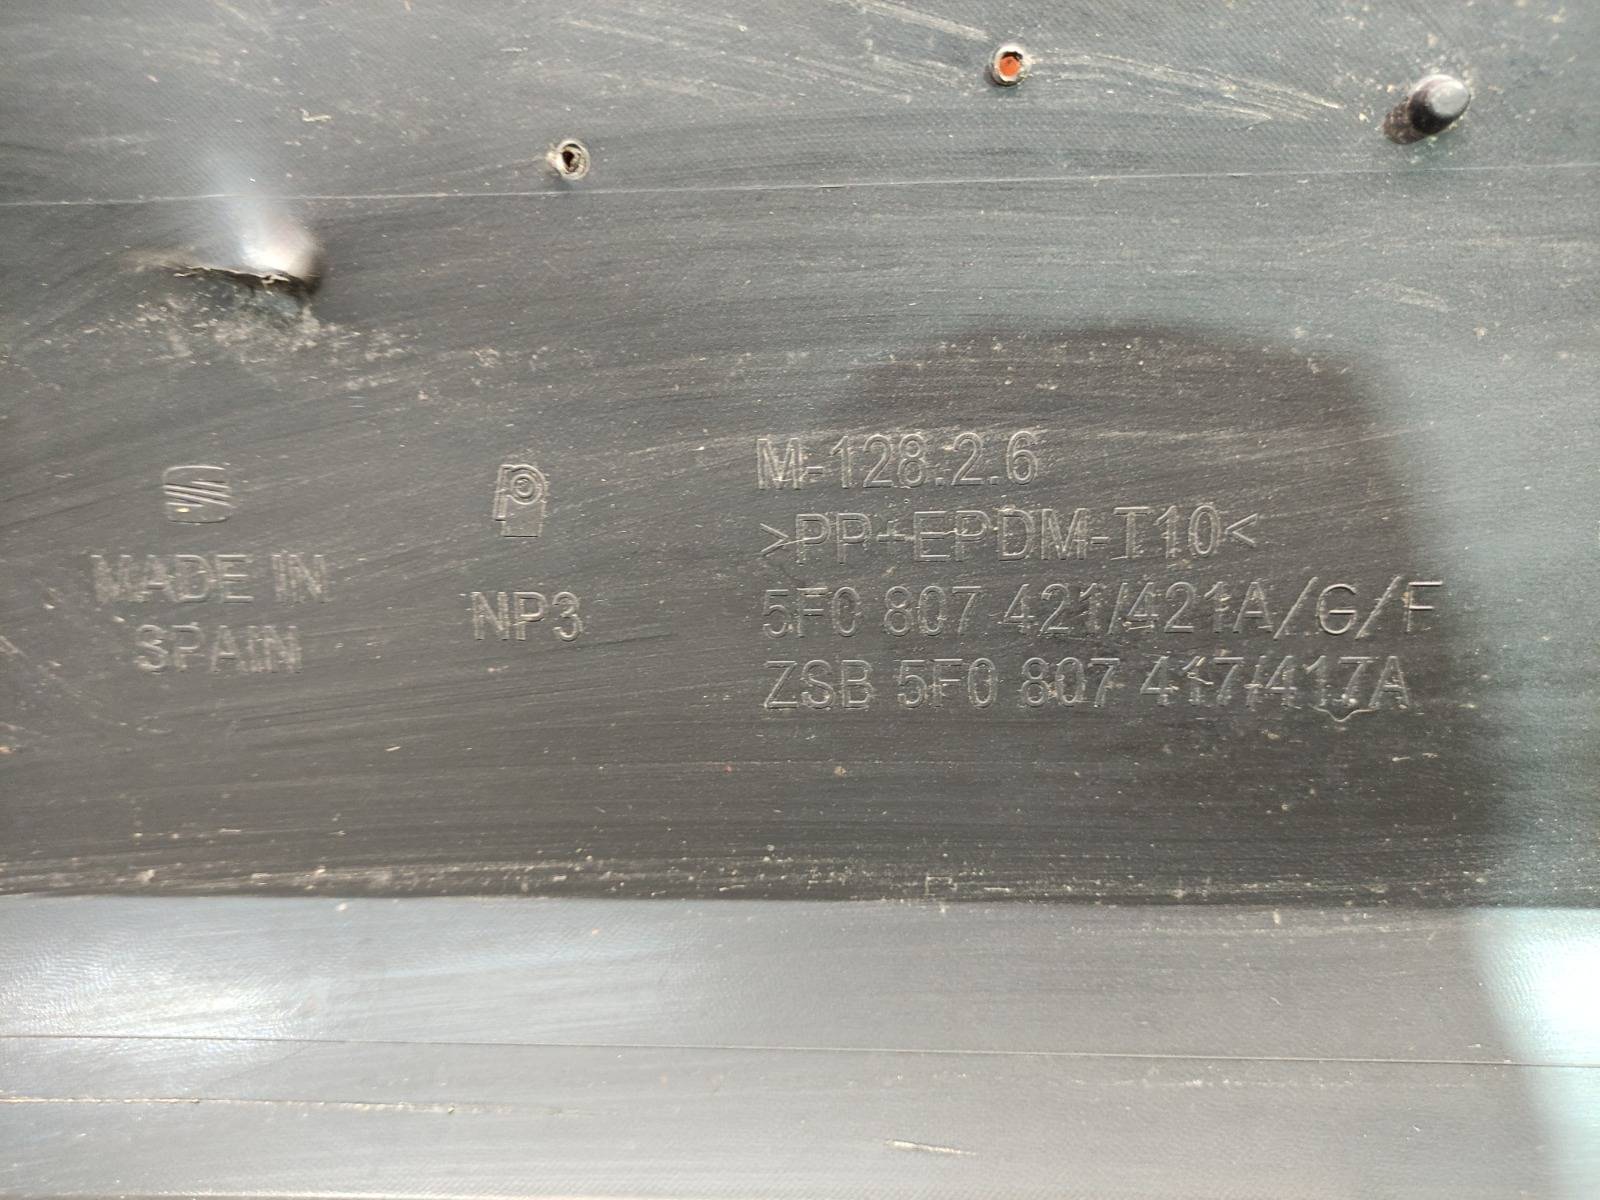 MADE IN
SPAIN
NP3
M-128.2.6
>PP+EPDM-T10<
5F0 807 421/421A/G/F
ZSB 5F0 807 417/417A